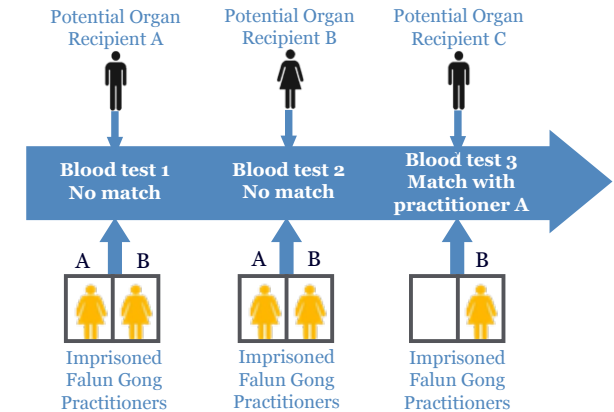 Potential Organ
Recipient A
Potential Organ
Recipient B
Potential Organ
Recipient C
Blood test 1
No match
Blood test 2
No match
Blood test 3
Match with
practitioner A
A B
A B
B
Imprisoned
Falun Gong
Practitioners
Imprisoned
Falun Gong
Practitioners
Imprisoned
Falun Gong
Practitioners